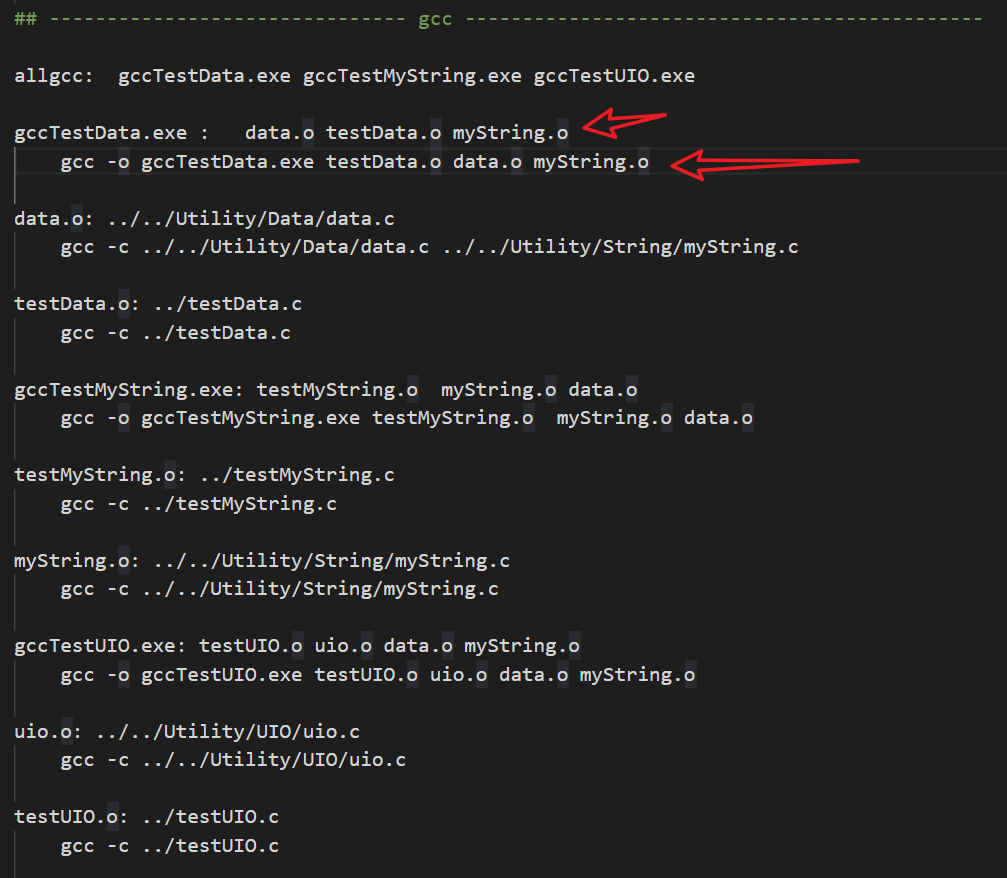 ## ------------------------------- gcc ---------------------------------------------
allgcc:  gccTestData.exe gccTestMyString.exe gccTestUIO.exe
gccTestData.exe :   data.o testData.o myString.o
    gcc -o gccTestData.exe testData.o data.o myString.o
data.o: ../../Utility/Data/data.c
    gcc -c ../../Utility/Data/data.c ../../Utility/String/myString.c
testData.o: ../testData.c
    gcc -c ../testData.c
gccTestMyString.exe: testMyString.o  myString.o data.o
    gcc -o gccTestMyString.exe testMyString.o  myString.o data.o
testMyString.o: ../testMyString.c
    gcc -c ../testMyString.c
myString.o: ../../Utility/String/myString.c
    gcc -c ../../Utility/String/myString.c
gccTestUIO.exe: testUIO.o uio.o data.o myString.o
    gcc -o gccTestUIO.exe testUIO.o uio.o data.o myString.o
uio.o: ../../Utility/UIO/uio.c
    gcc -c ../../Utility/UIO/uio.c
testUIO.o: ../testUIO.c
    gcc -c ../testUIO.c